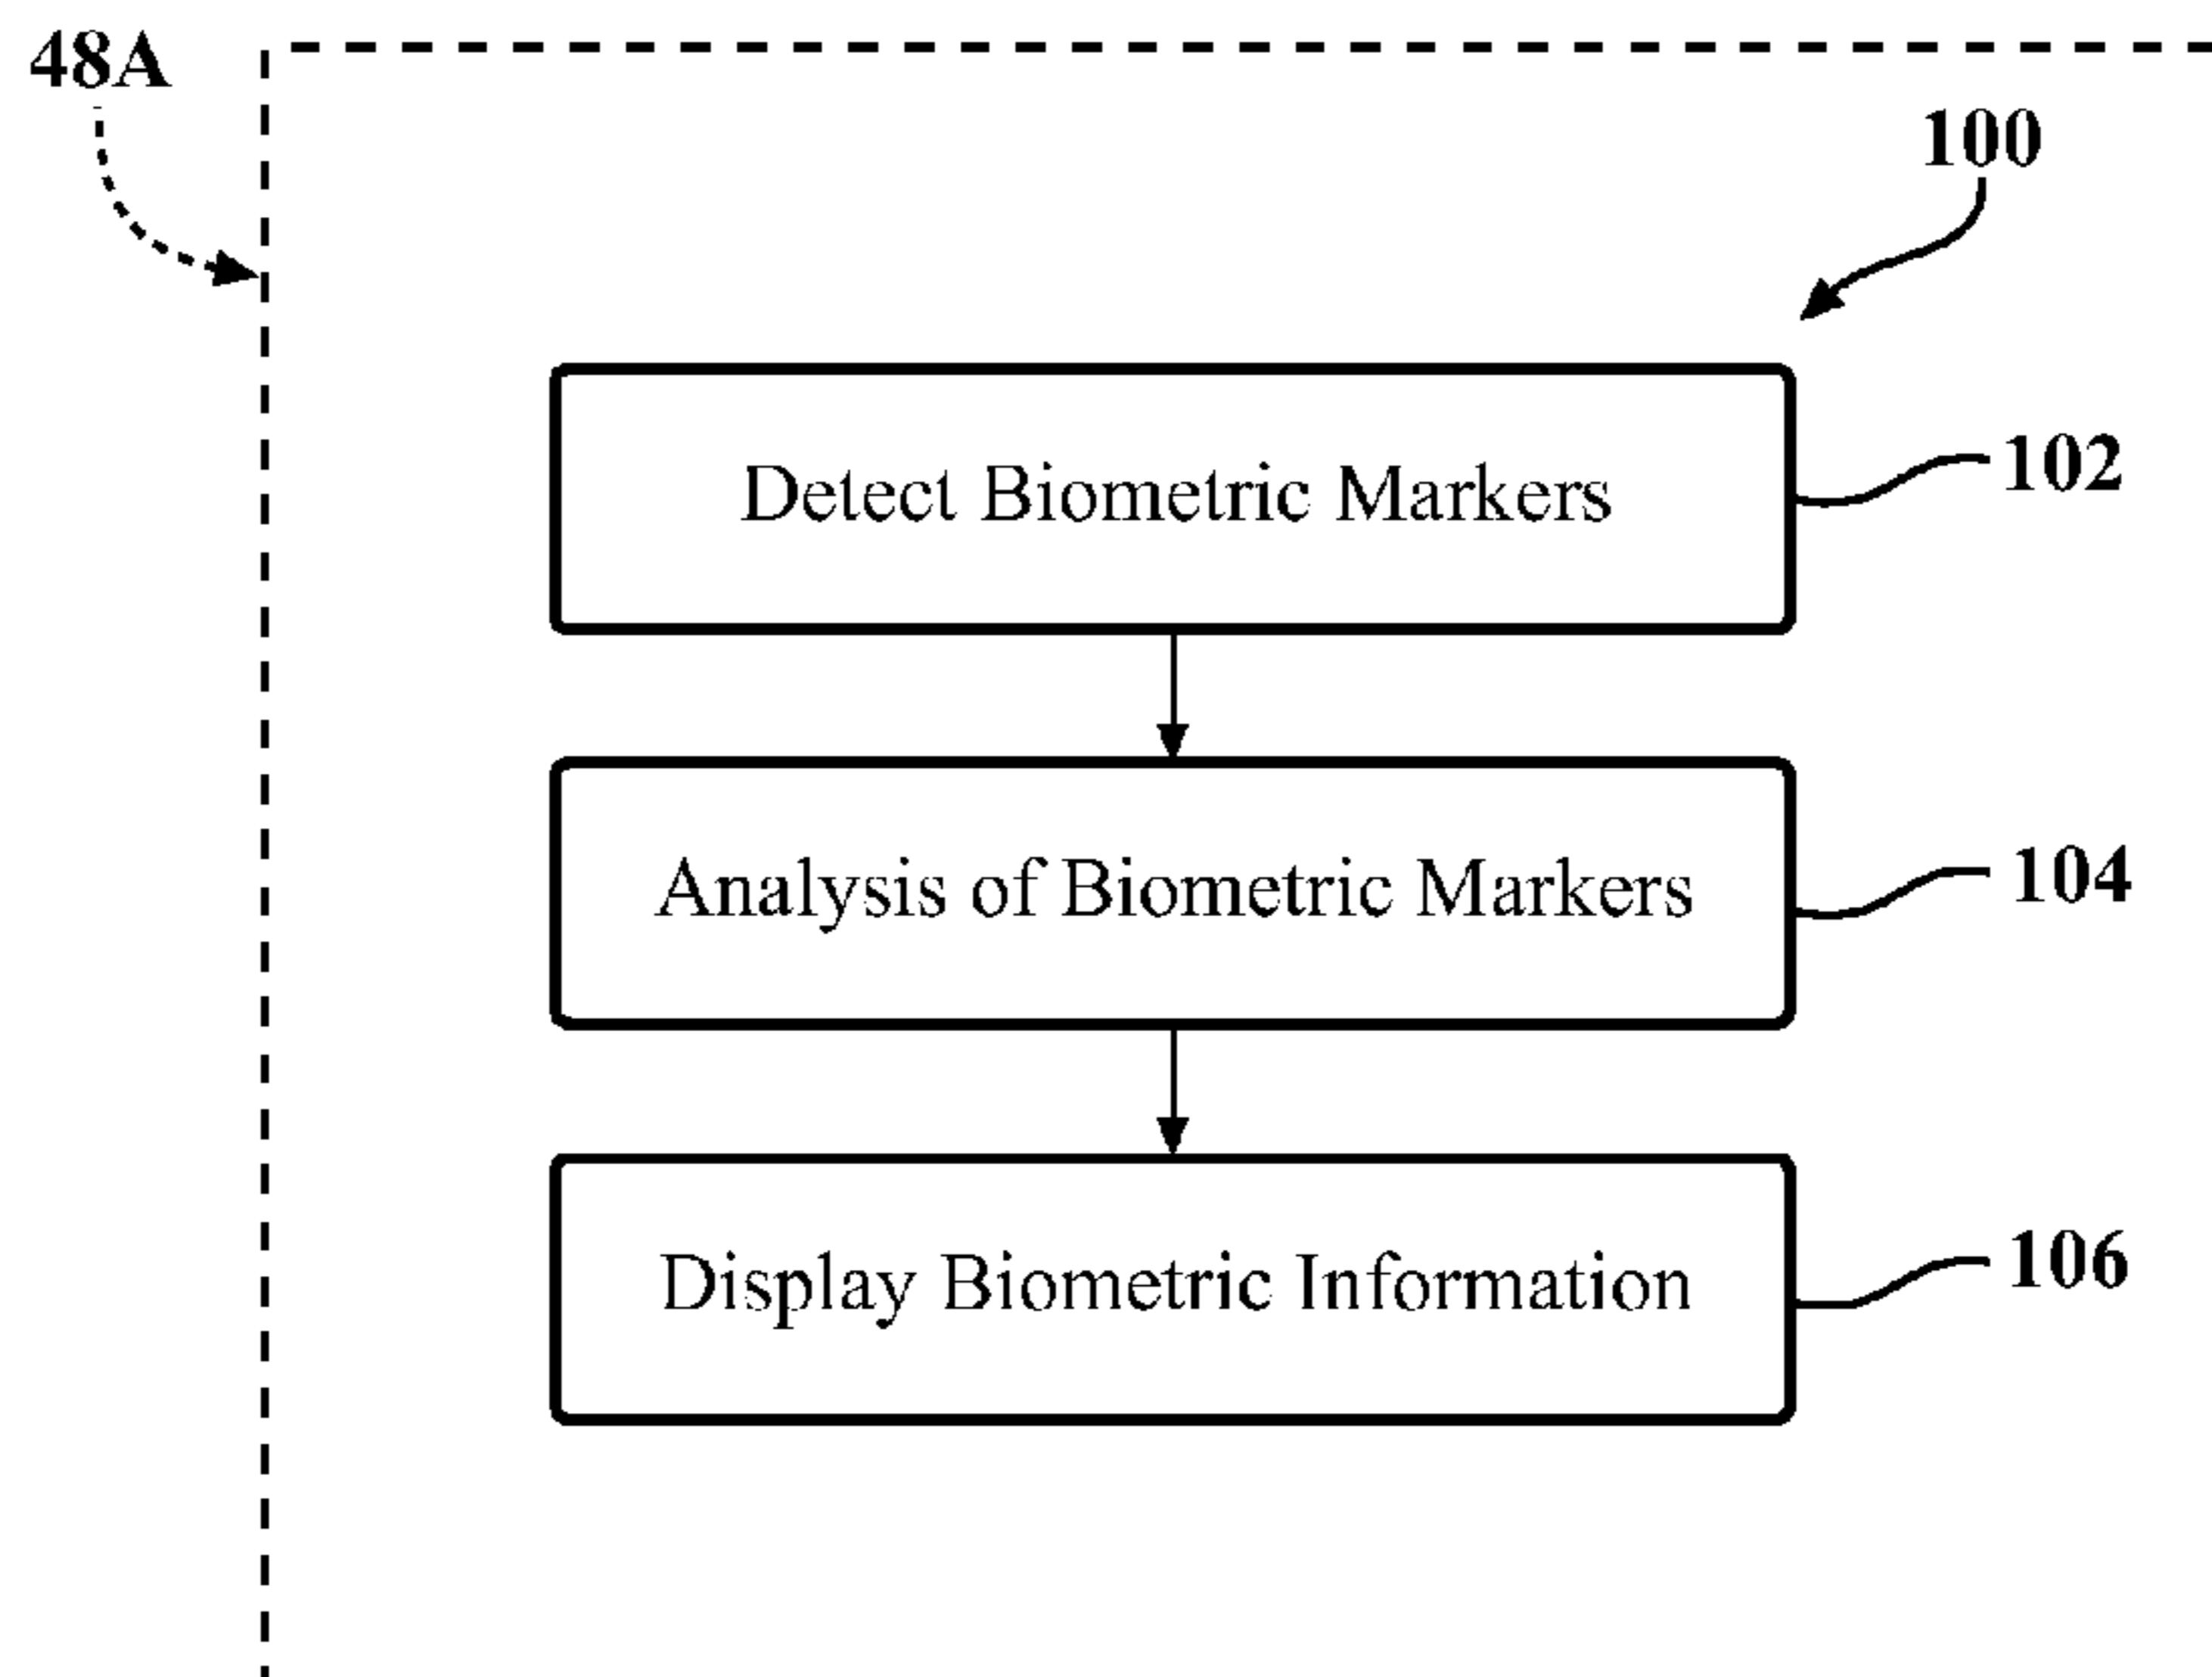 48A
100
Detect Biometric Markers
102
Analysis of Biometric Markers
104
Display Biometric Information
106